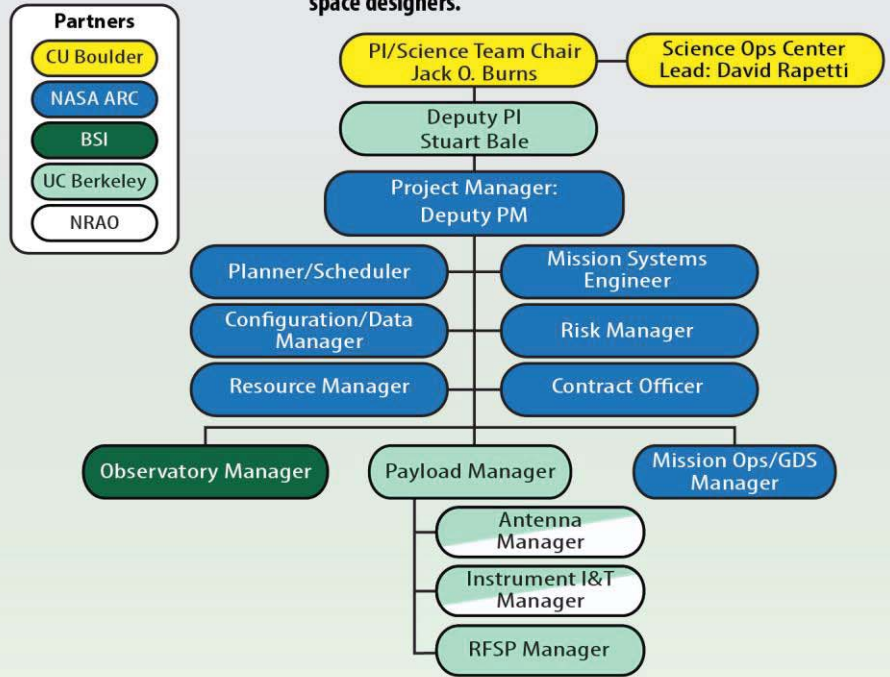 space designers.
Partners
CU Boulder
NASA ARC
BSI
UC Berkeley
NRAO
PI/Science Team Chair
Jack O. Burns
Science Ops Center
Lead: David Rapetti
Deputy PI
Stuart Bale
Project Manager:
Deputy PM
Planner/Scheduler
Mission Systems
Engineer
Configuration/Data
Manager
Risk Manager
Resource Manager
Contract Officer
Observatory Manager
Payload Manager
Mission Ops/GDS
Manager
Antenna
Manager
Instrument I&T
Manager
RFSP Manager